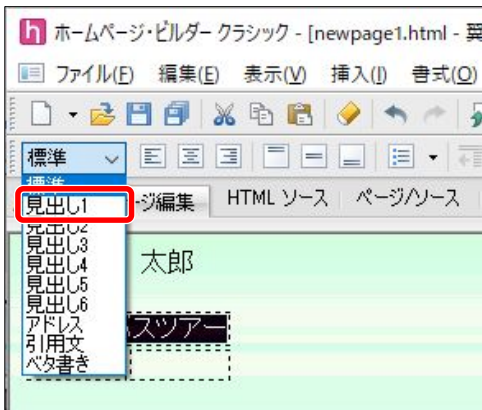 ホームページ・ビルダー クラシック - [newpage1.html - 翼
ファイル(F) 編集(E) 表示(V) 挿入(I) 書式(O)
標準
標準
見出し1
見出し2
見出し3
見出し4
見出し5
見出し6
アドレス
引用文
ベタ書き
ジ編集 HTML ソース ページ/ソース
太郎
スツアー